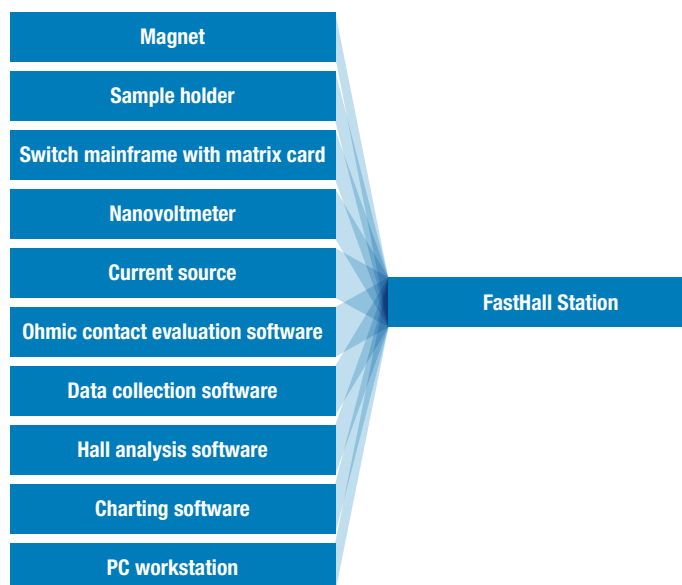 Magnet
Sample holder
Switch mainframe with matrix card
Nanovoltmeter
Current source
FastHall Station
Ohmic contact evaluation software
Data collection software
Hall analysis software
Charting software
PC workstation